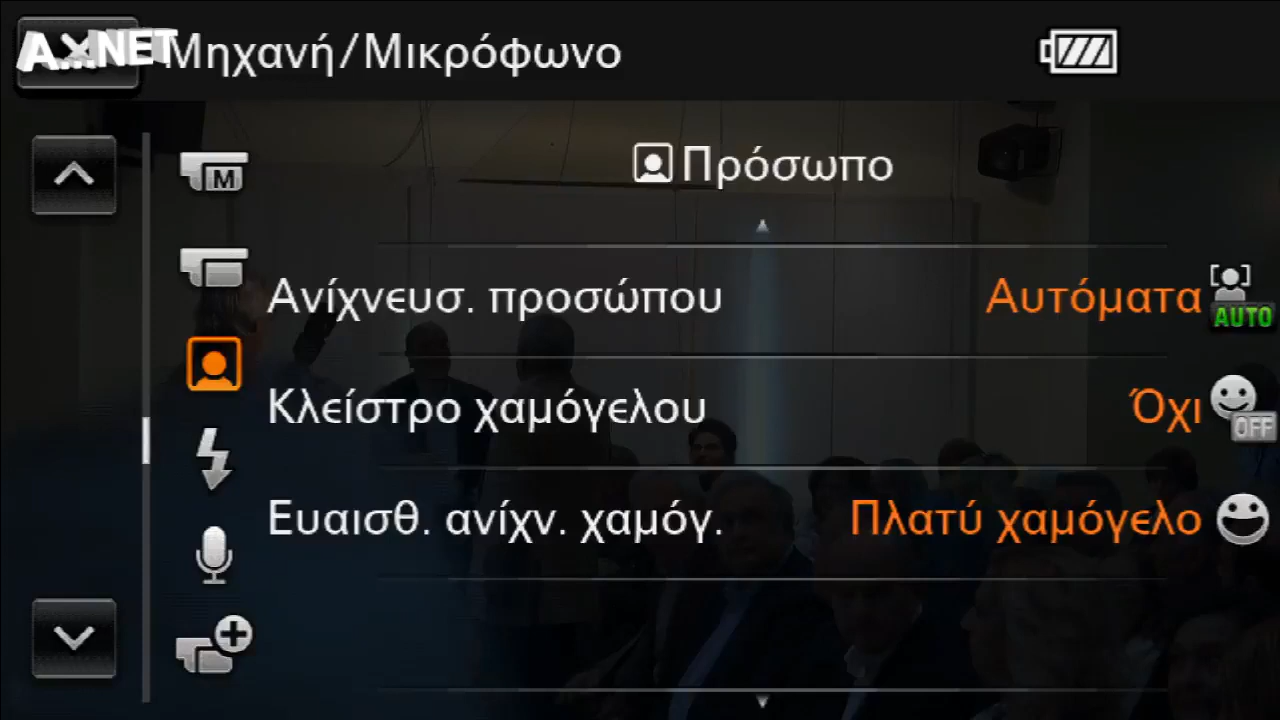 A...NET
Μηχανή/Μικρόφωνο
M
Πρόσωπο
Ανίχνευσ. προσώπου Αυτόματα AUTO
Κλείστρο χαμόγελου Όχι OFF
Ευαισθ. ανίχν. χαμόγ. Πλατύ χαμόγελο